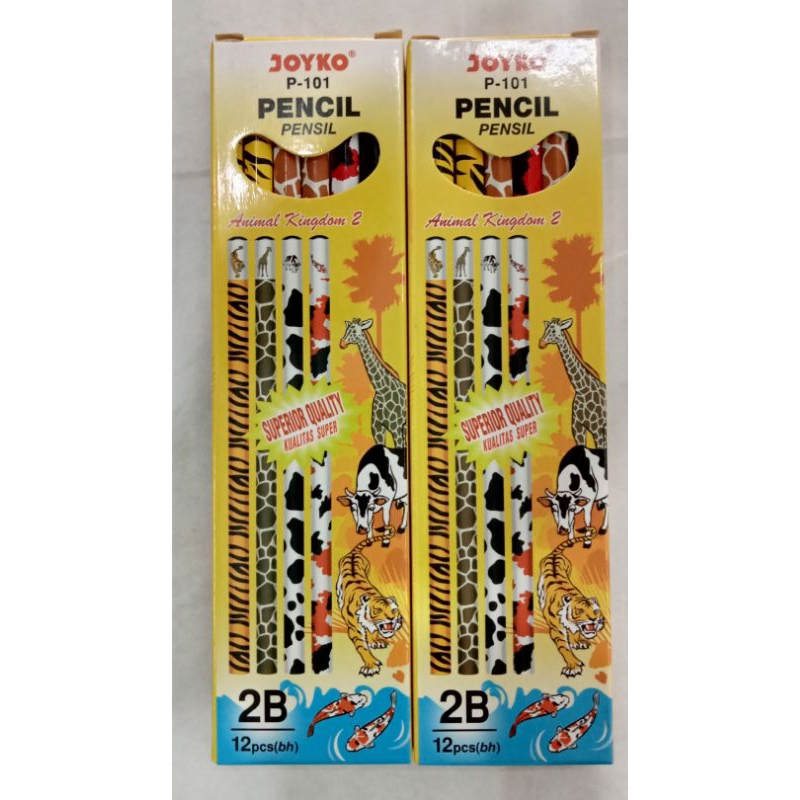 JOYKO®
P-101
PENCIL
PENSIL
Animal Kingdom 2
SUPERIOR QUALITY
KUALITAS SUPER
2B
12pcs(bh)
JOYKO
P-101
PENCIL
PENSIL
Animal Kingdom 2
SUPERIOR QUALITY
KUALITAS SUPER
2B
12pcs(bh)